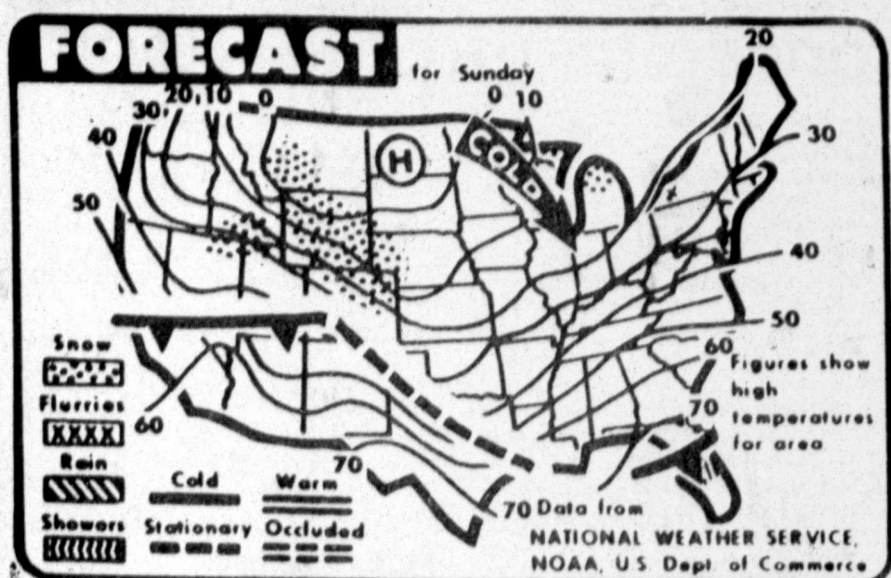 FORECAST
for Sunday
20
30 20 10 0
0 10
40
30
50
H
COLD
40
50
60
Snow
Figures show
high
temperatures
for area
Flurries
XXXX
60
70
Rain
70
Cold
Warm
Showers
Stationary
Occluded
70
Data from
NATIONAL WEATHER SERVICE,
NOAA, U.S. Dept. of Commerce